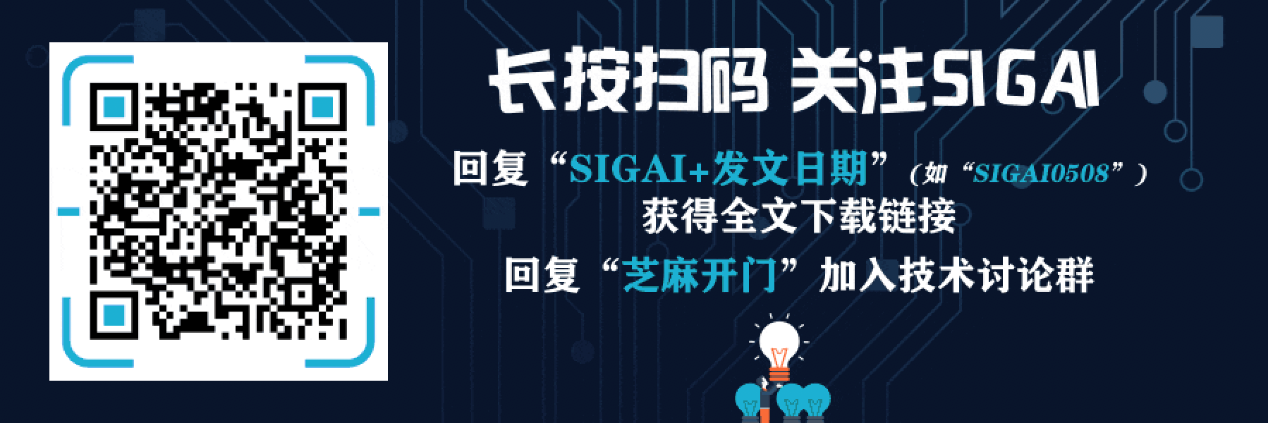 长按扫码 关注SIGAI
回复“SIGAI+发文日期”(如“SIGAI0508”)
获得全文下载链接
回复“芝麻开门”加入技术讨论群